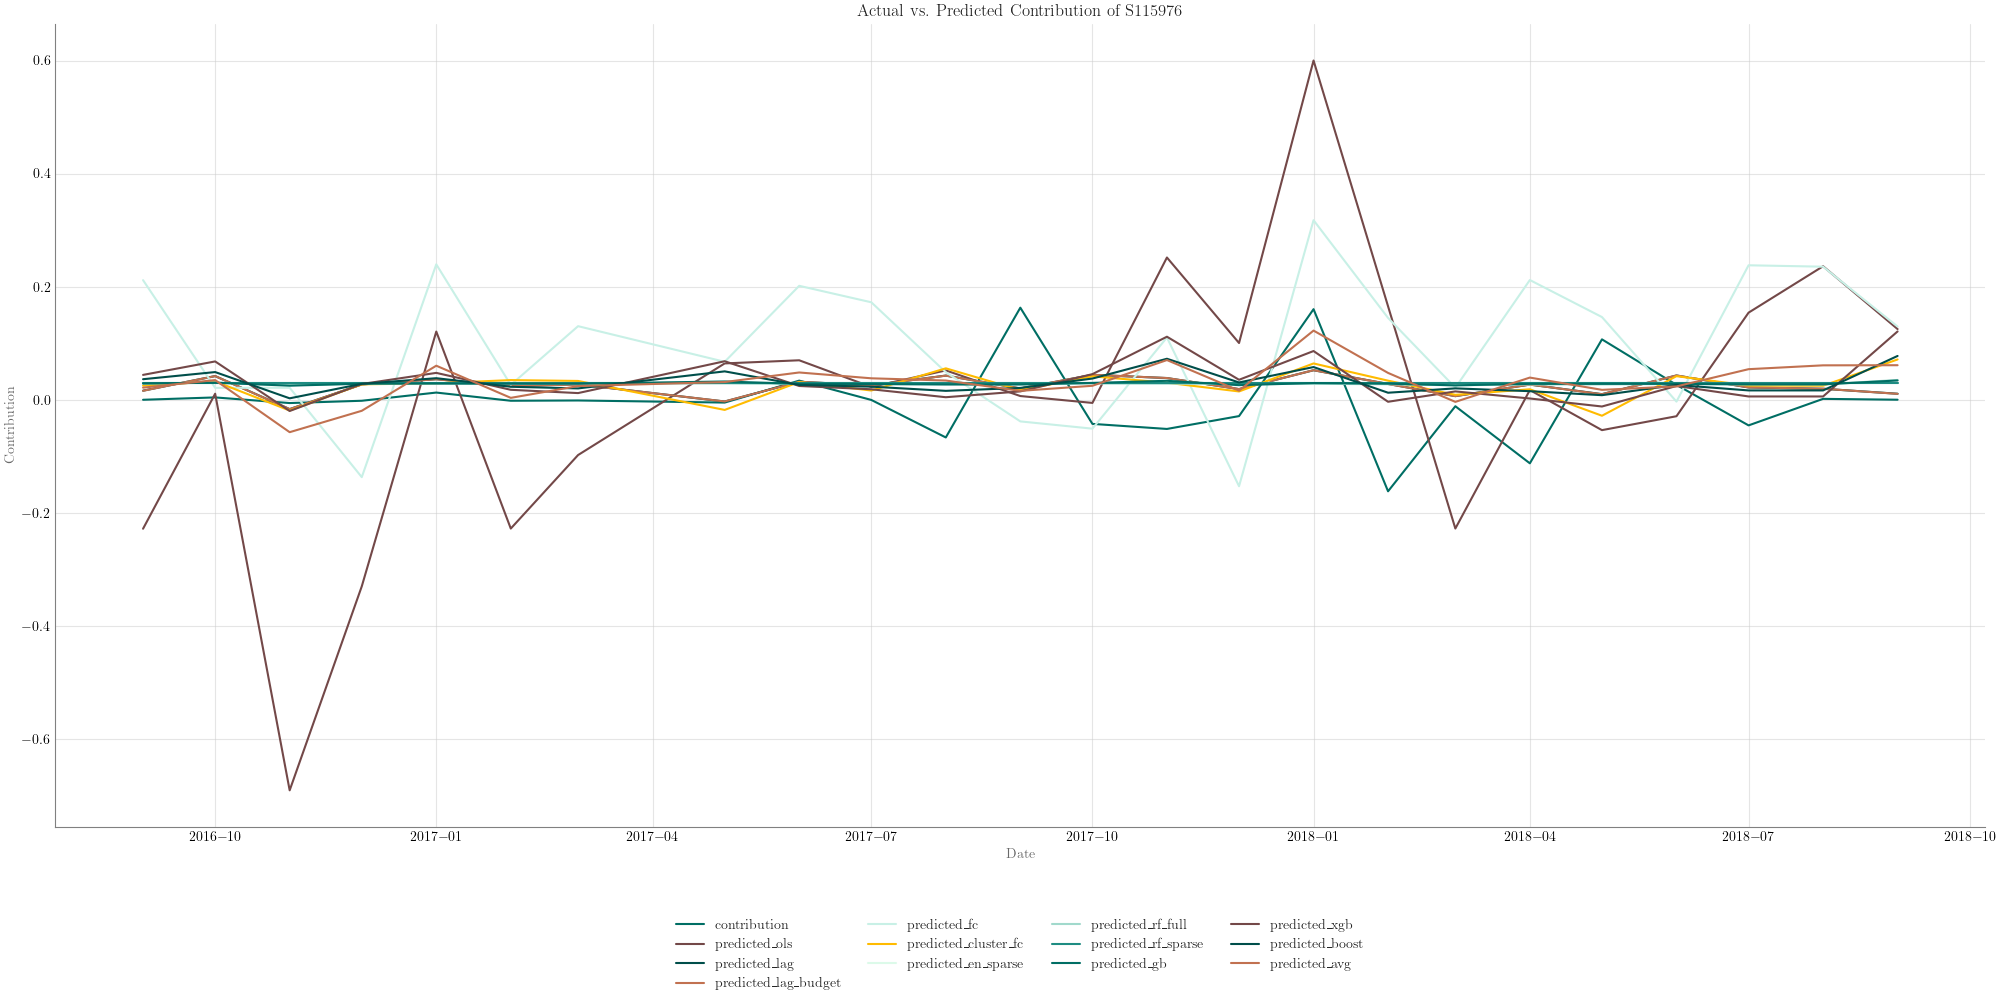 Actual vs. Predicted Contribution of S115976
0.6
0.4
0.2
0.0
−0.2
−0.4
−0.6
Contribution
2016−10 2017−01 2017−04 2017−07 2017−10 2018−01 2018−04 2018−07 2018−10
Date
contribution predicted_fc predicted_rf_full predicted_xgb
predicted_ols predicted_cluster_fc predicted_rf_sparse predicted_boost
predicted_lag predicted_en_sparse predicted_gb predicted_avg
predicted_lag_budget